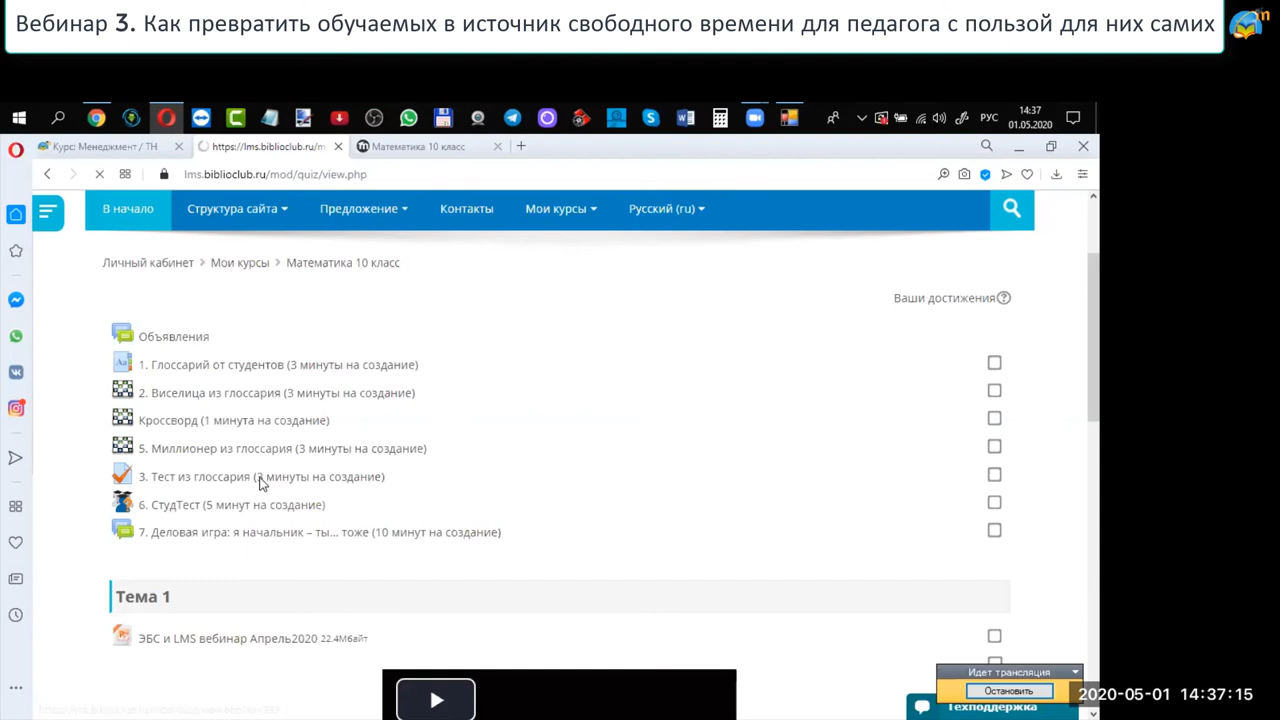 Вебинар 3. Как превратить обучаемых в источник свободного времени для педагога с пользой для них самих
14:37
РУС
01.05.2020
Курс: Менеджмент / ТН
https://lms.biblioclub.ru/m
Математика 10 класс
lms.biblioclub.ru/mod/quiz/view.php
В начало
Структура сайта
Предложение
Контакты
Мои курсы
Русский (ru)
Личный кабинет > Мои курсы > Математика 10 класс
Ваши достижения
Объявления
1. Глоссарий от студентов (3 минуты на создание)
2. Виселица из глоссария (3 минуты на создание)
Кроссворд (1 минута на создание)
5. Миллионер из глоссария (3 минуты на создание)
3. Тест из глоссария (3 минуты на создание)
6. СтудТест (5 минут на создание)
7. Деловая игра: я начальник – ты... тоже (10 минут на создание)
Тема 1
ЭБС и LMS вебинар Апрель2020 22.4Мбайт
Идет трансляция
Остановить
2020-05-01 14:37:15
Техподдержка